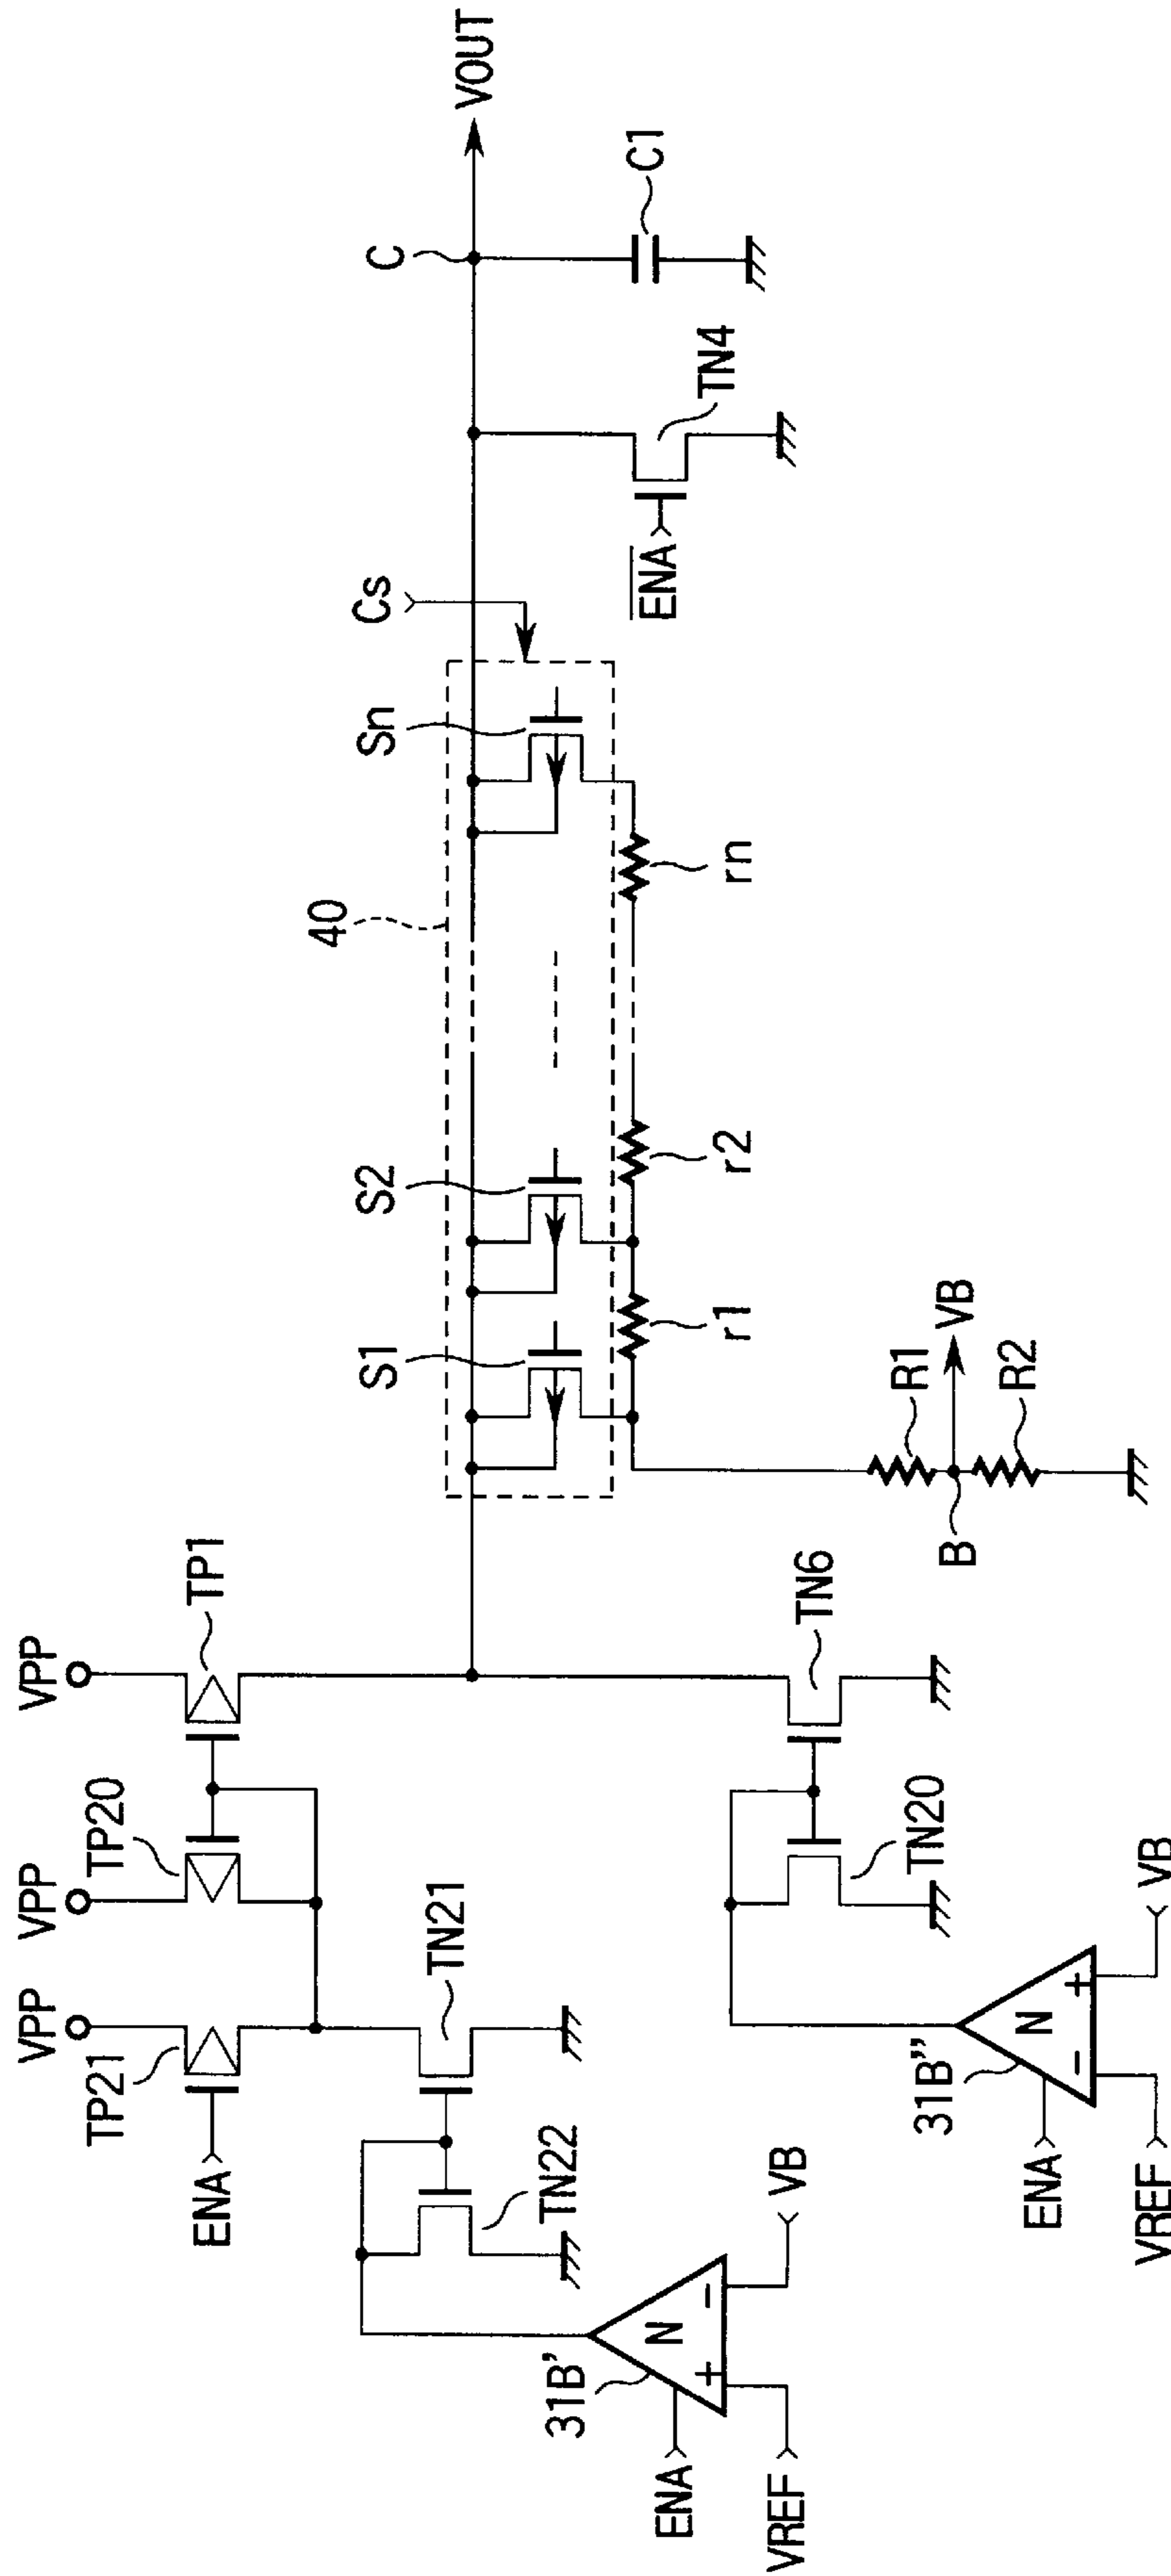 VPP
VPP
VPP
TP21
TP20
TP1
ENA
TN22
TN21
31B'
N
+
-
ENA
VREF
VB
TN20
TN6
31B"
N
-
+
ENA
VREF
VB
40
S1
S2
Sn
Cs
r1
r2
rn
R1
B
VB
R2
ENA
TN4
C
C1
VOUT